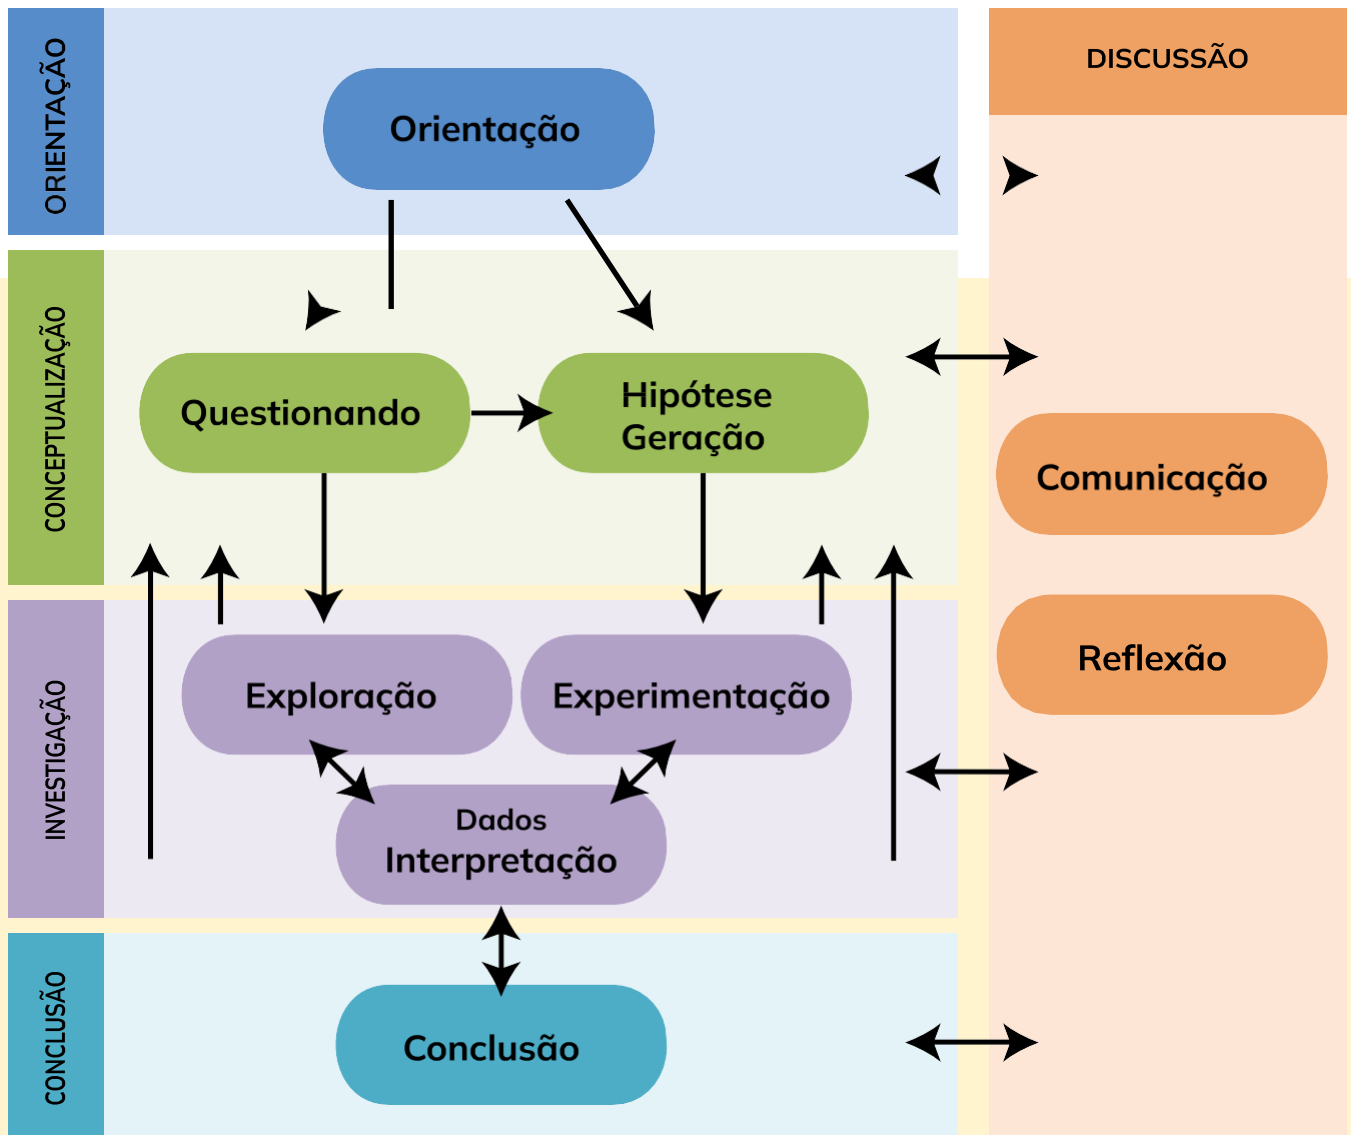 ORIENTAÇÃO
Orientação
DISCUSSÃO
CONCEPTUALIZAÇÃO
Questionando
Hipótese
Geração
Comunicação
INVESTIGAÇÃO
Exploração
Experimentação
Reflexão
Dados
Interpretação
CONCLUSÃO
Conclusão